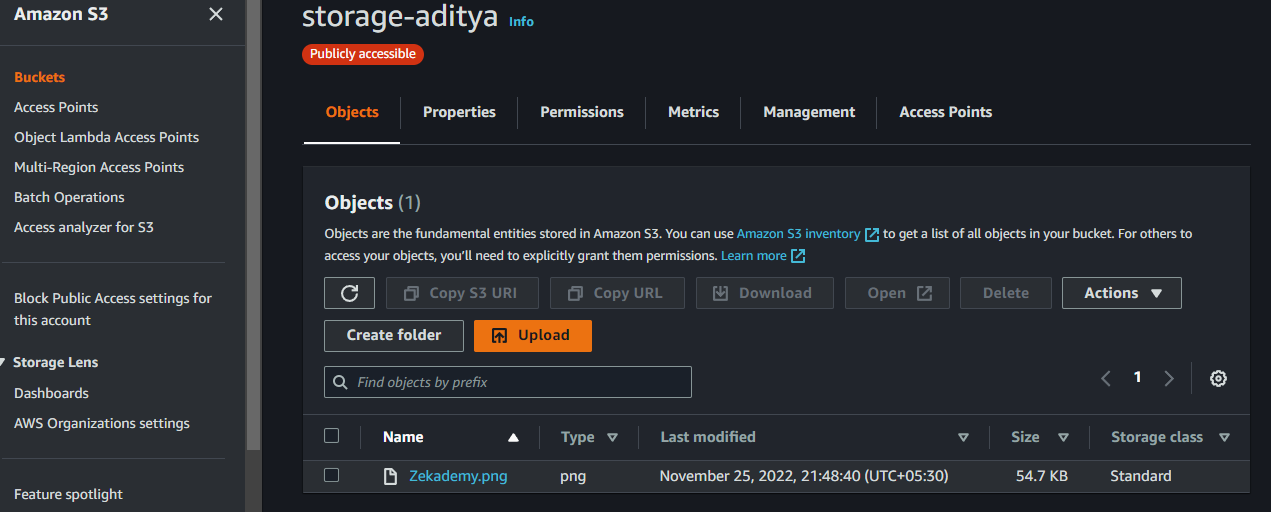 Amazon S3
Buckets
Access Points
Object Lambda Access Points
Multi-Region Access Points
Batch Operations
Access analyzer for S3
Block Public Access settings for
this account
Storage Lens
Dashboards
AWS Organizations settings
Feature spotlight
storage-aditya Info
Publicly accessible
Objects Properties Permissions Metrics Management Access Points
Objects (1)
Objects are the fundamental entities stored in Amazon S3. You can use Amazon S3 inventory to get a list of all objects in your bucket. For others to
access your objects, you'll need to explicitly grant them permissions. Learn more
Copy S3 URI Copy URL Download Open Delete Actions
Create folder Upload
Find objects by prefix 1
Name Type Last modified Size Storage class
Zekademy.png png November 25, 2022, 21:48:40 (UTC+05:30) 54.7 KB Standard